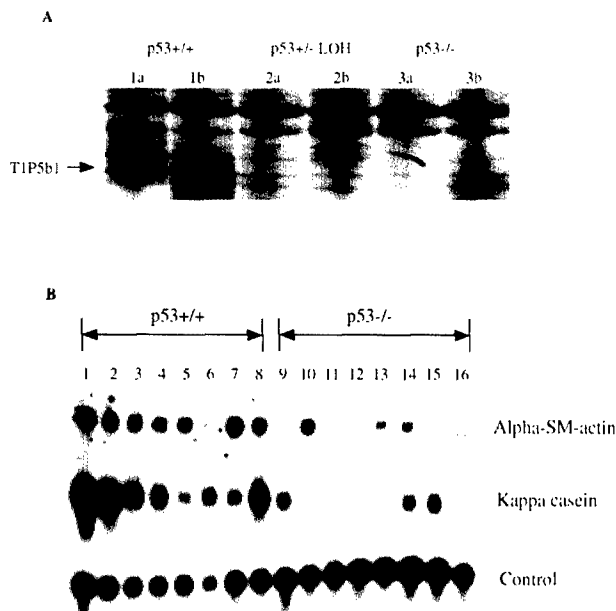 A
p53+/+ p53+/- LOH p53-/-
1a 1b 2a 2b 3a 3b
T1P5b1
B
p53+/+ p53-/-
1 2 3 4 5 6 7 8 9 10 11 12 13 14 15 16
Alpha-SM-actin
Kappa casein
Control